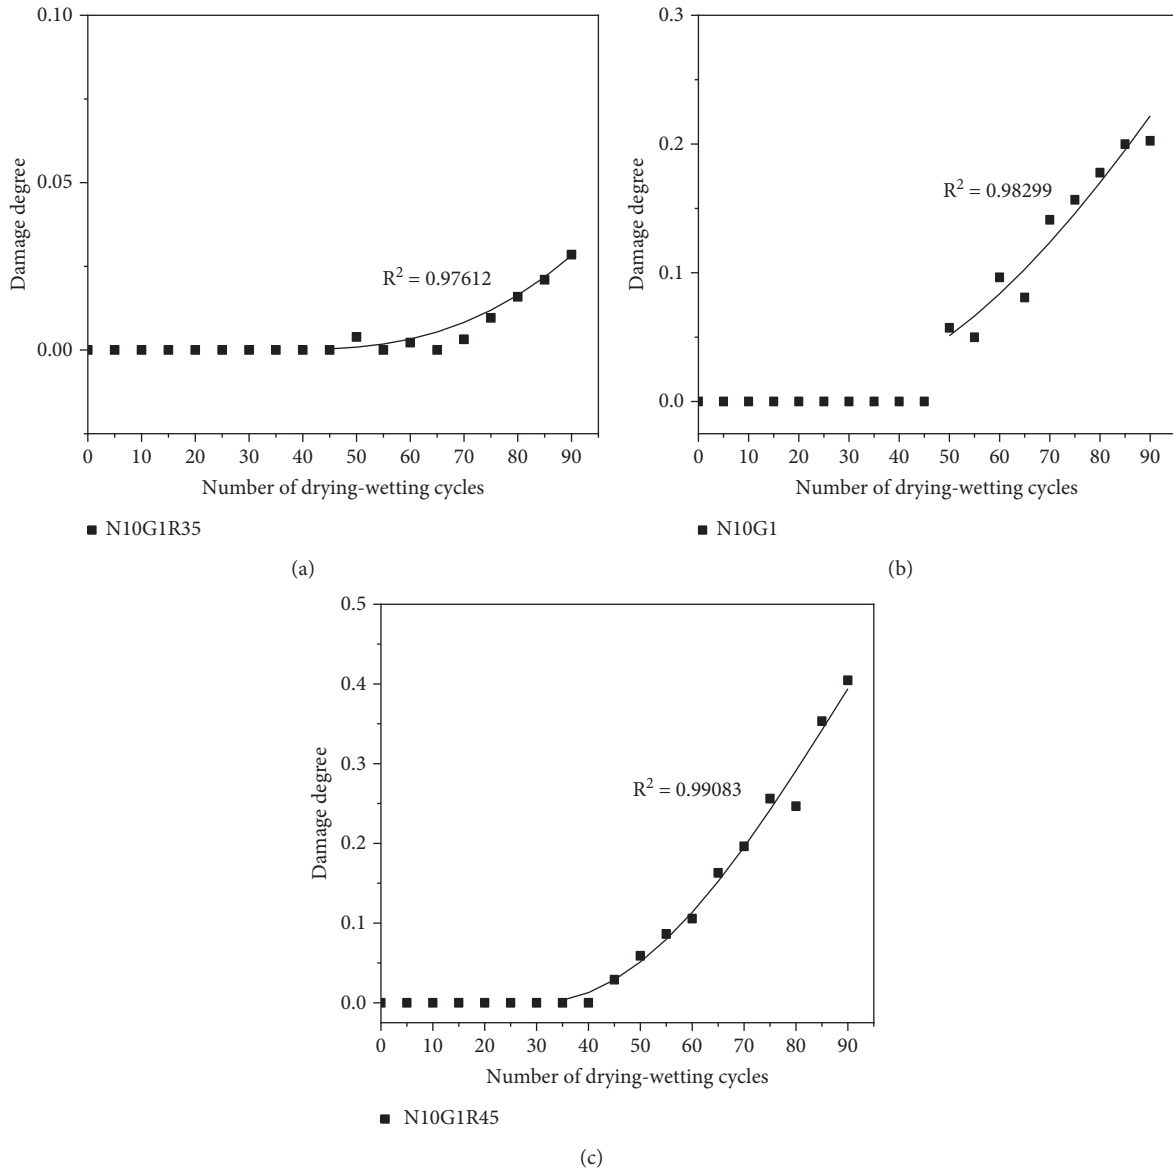 0.10
0.05
0.00
Damage degree
R² = 0.97612
0 10 20 30 40 50 60 70 80 90
Number of drying-wetting cycles
N10G1R35
(a)
0.3
0.2
0.1
0.0
Damage degree
R² = 0.98299
0 10 20 30 40 50 60 70 80 90
Number of drying-wetting cycles
N10G1
(b)
0.5
0.4
0.3
0.2
0.1
0.0
Damage degree
R² = 0.99083
0 10 20 30 40 50 60 70 80 90
Number of drying-wetting cycles
N10G1R45
(c)